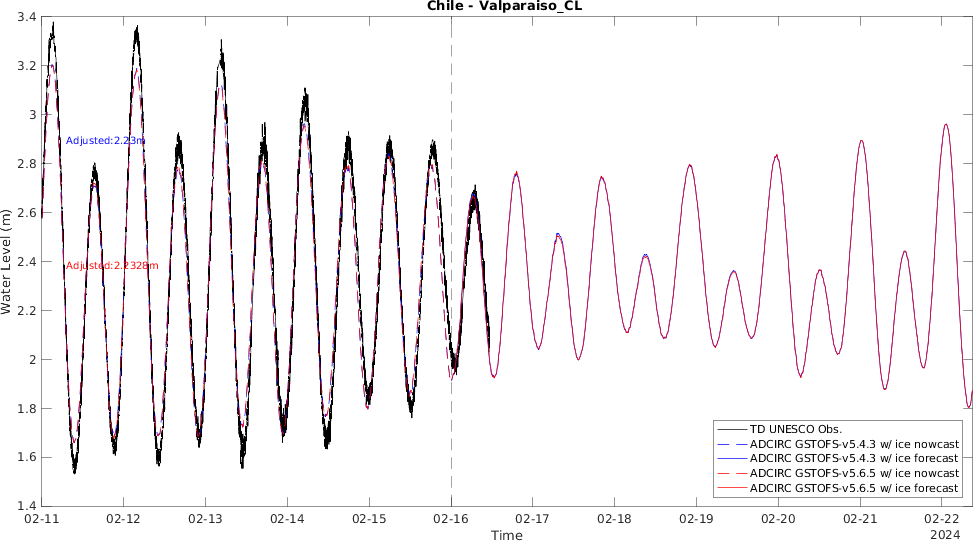 Chile - Valparaiso_CL
3.4
3.2
3
2.8
2.6
2.4
2.2
2
1.8
1.6
1.4
Water Level (m)
Adjusted:2.23m
Adjusted:2.2328m
TD UNESCO Obs.
ADCIRC GSTOFS-v5.4.3 w/ ice nowcast
ADCIRC GSTOFS-v5.4.3 w/ ice forecast
ADCIRC GSTOFS-v5.6.5 w/ ice nowcast
ADCIRC GSTOFS-v5.6.5 w/ ice forecast
02-11 02-12 02-13 02-14 02-15 02-16 02-17 02-18 02-19 02-20 02-21 02-22
Time
2024